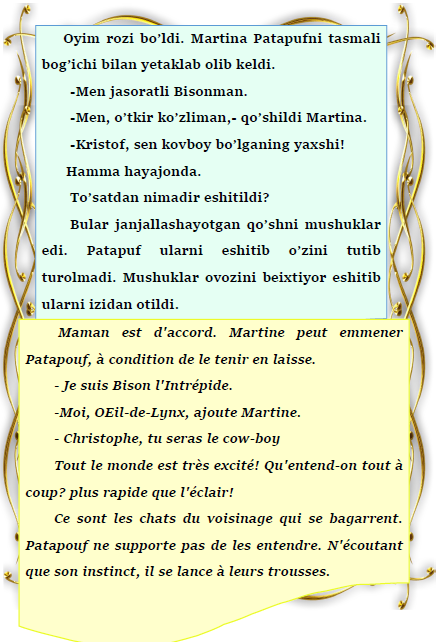 Oyim rozi bo’ldi. Martina Patapufni tasmali
bog’ichi bilan yetaklab olib keldi.
-Men jasoratli Bisonman.
-Men, o’tkir ko’zliman,- qo’shildi Martina.
-Kristof, sen kovboy bo’lganing yaxshi!
Hamma hayajonda.
To’satdan nimadir eshitildi?
Bular janjallashayotgan qo’shni mushuklar
edi. Patapuf ularni eshitib o’zini tutib
turolmadi. Mushuklar ovozini beixtiyor eshitib
ularni izidan otildi.
Maman est d'accord. Martine peut emmener
Patapouf, à condition de le tenir en laisse.
- Je suis Bison l'Intrépide.
-Moi, OEil-de-Lynx, ajoute Martine.
- Christophe, tu seras le cow-boy
Tout le monde est très excité! Qu'entend-on tout à
coup? plus rapide que l'éclair!
Ce sont les chats du voisinage qui se bagarrent.
Patapouf ne supporte pas de les entendre. N'écoutant
que son instinct, il se lance à leurs trousses.